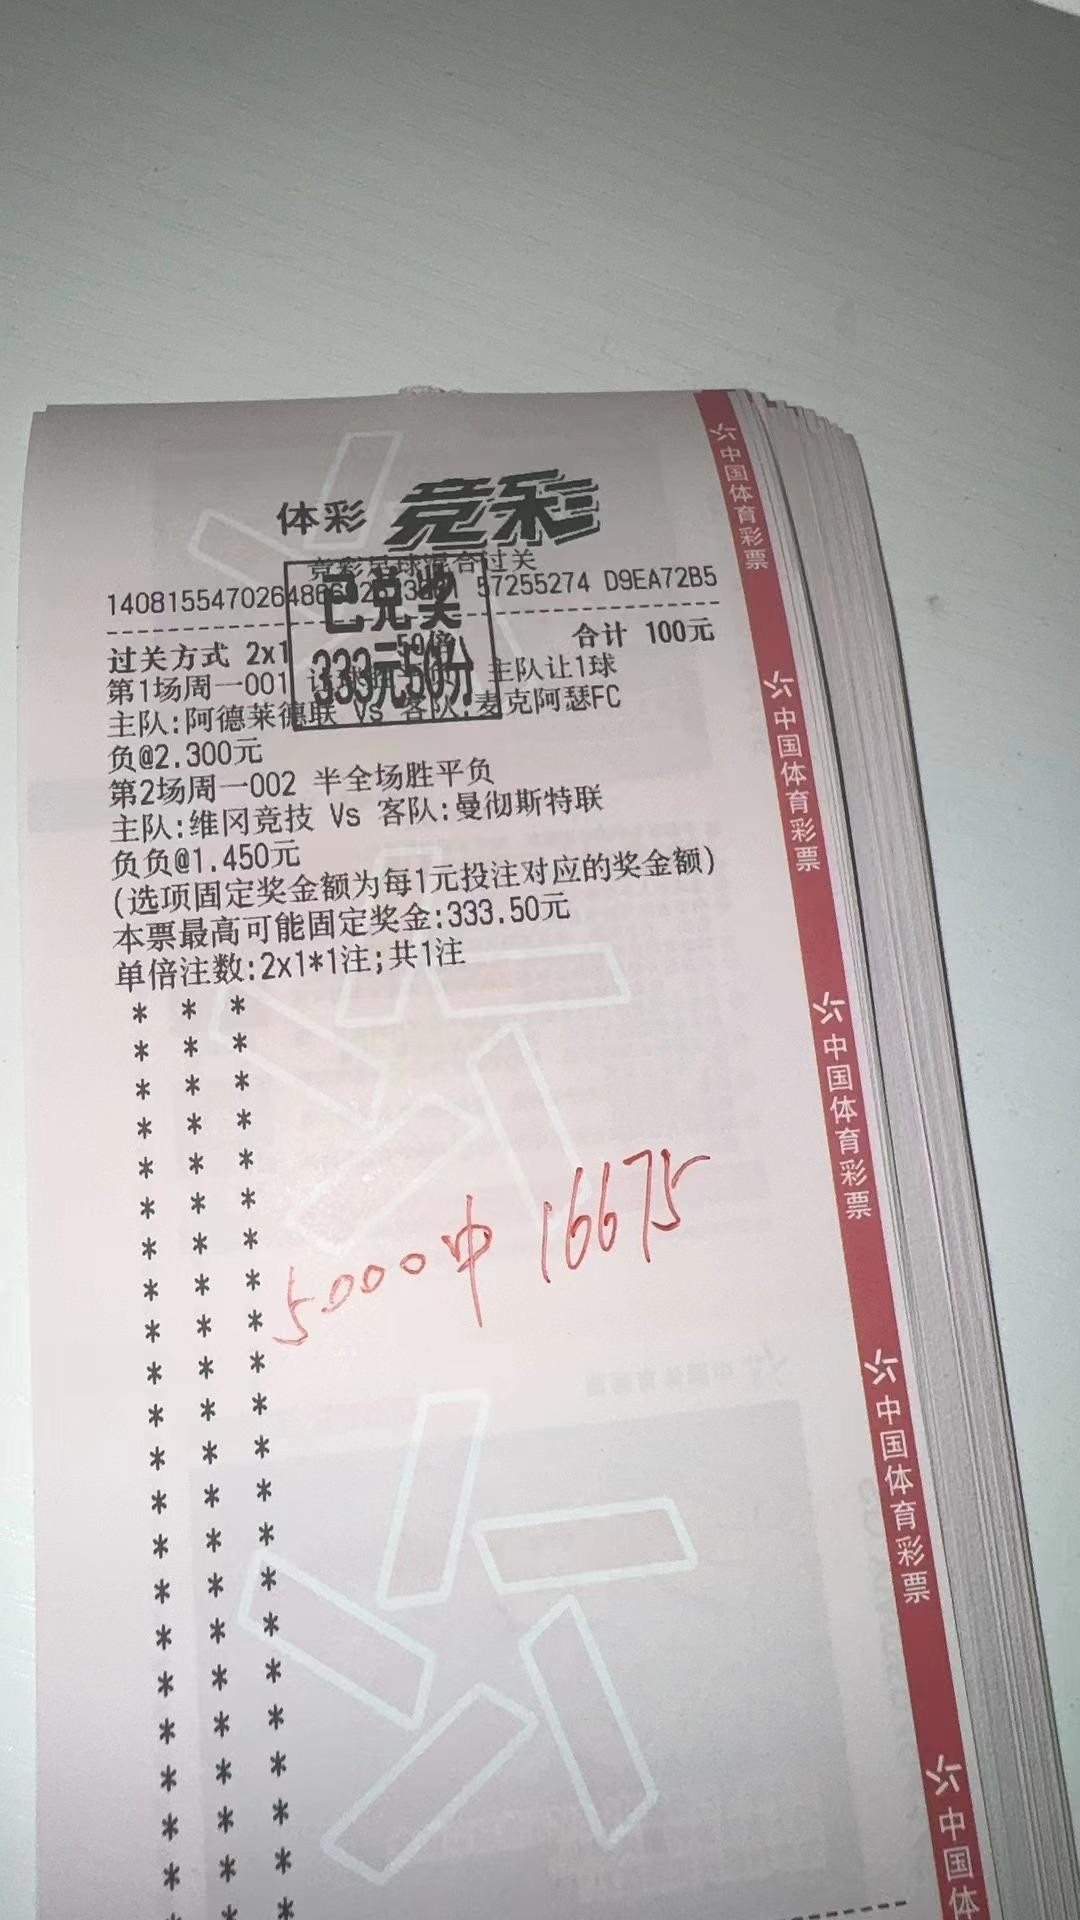 体彩 竞彩
竞彩足球混合过关
57255274 D9EA72B5
已兑奖
333元50分
过关方式 2x1 50倍 合计 100元
第1场周一001 主队让1球
主队:阿德莱德联 Vs 客队:麦克阿瑟FC
负@2.300元
第2场周一002 半全场胜平负
主队:维冈竞技 Vs 客队:曼彻斯特联
负负@1.450元
(选项固定奖金额为每1元投注对应的奖金额)
本票最高可能固定奖金:333.50元
单倍注数:2x1*1注;共1注
5000中 16675
中国体育彩票
中国体育彩票
中国体育彩票
中国体育彩票
中国体